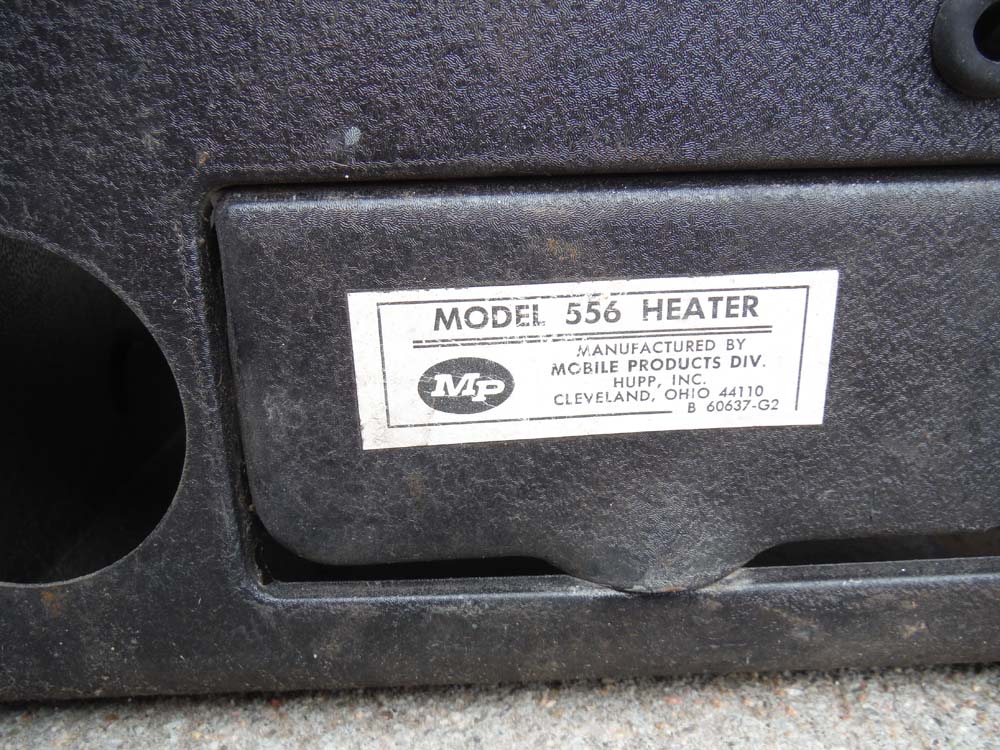 MODEL 556 HEATER
MANUFACTURED BY
MOBILE PRODUCTS DIV.
MP
HUPP, INC.
CLEVELAND, OHIO 44110
B 60637-G2